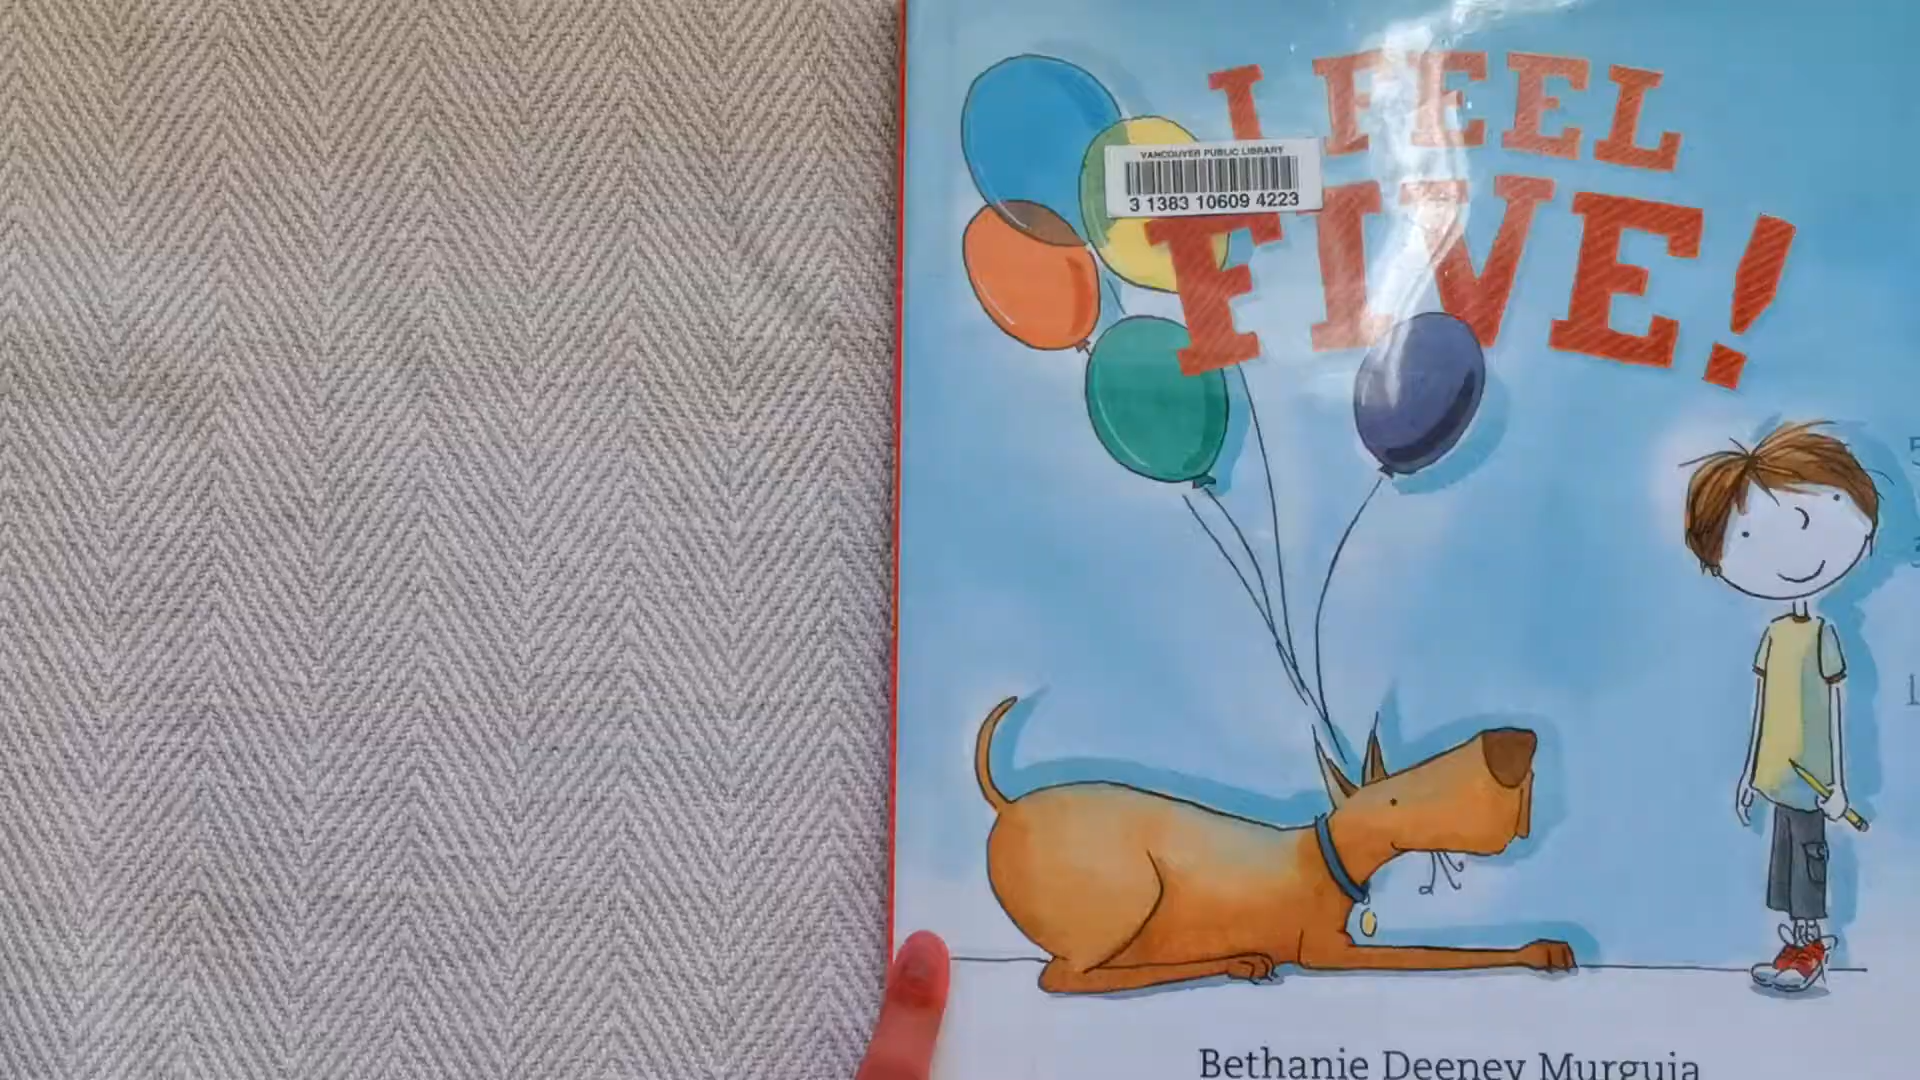 I FEEL
VANCOUVER PUBLIC LIBRARY
3 1383 10609 4223
FIVE!
Bethanie Deeney Murguia